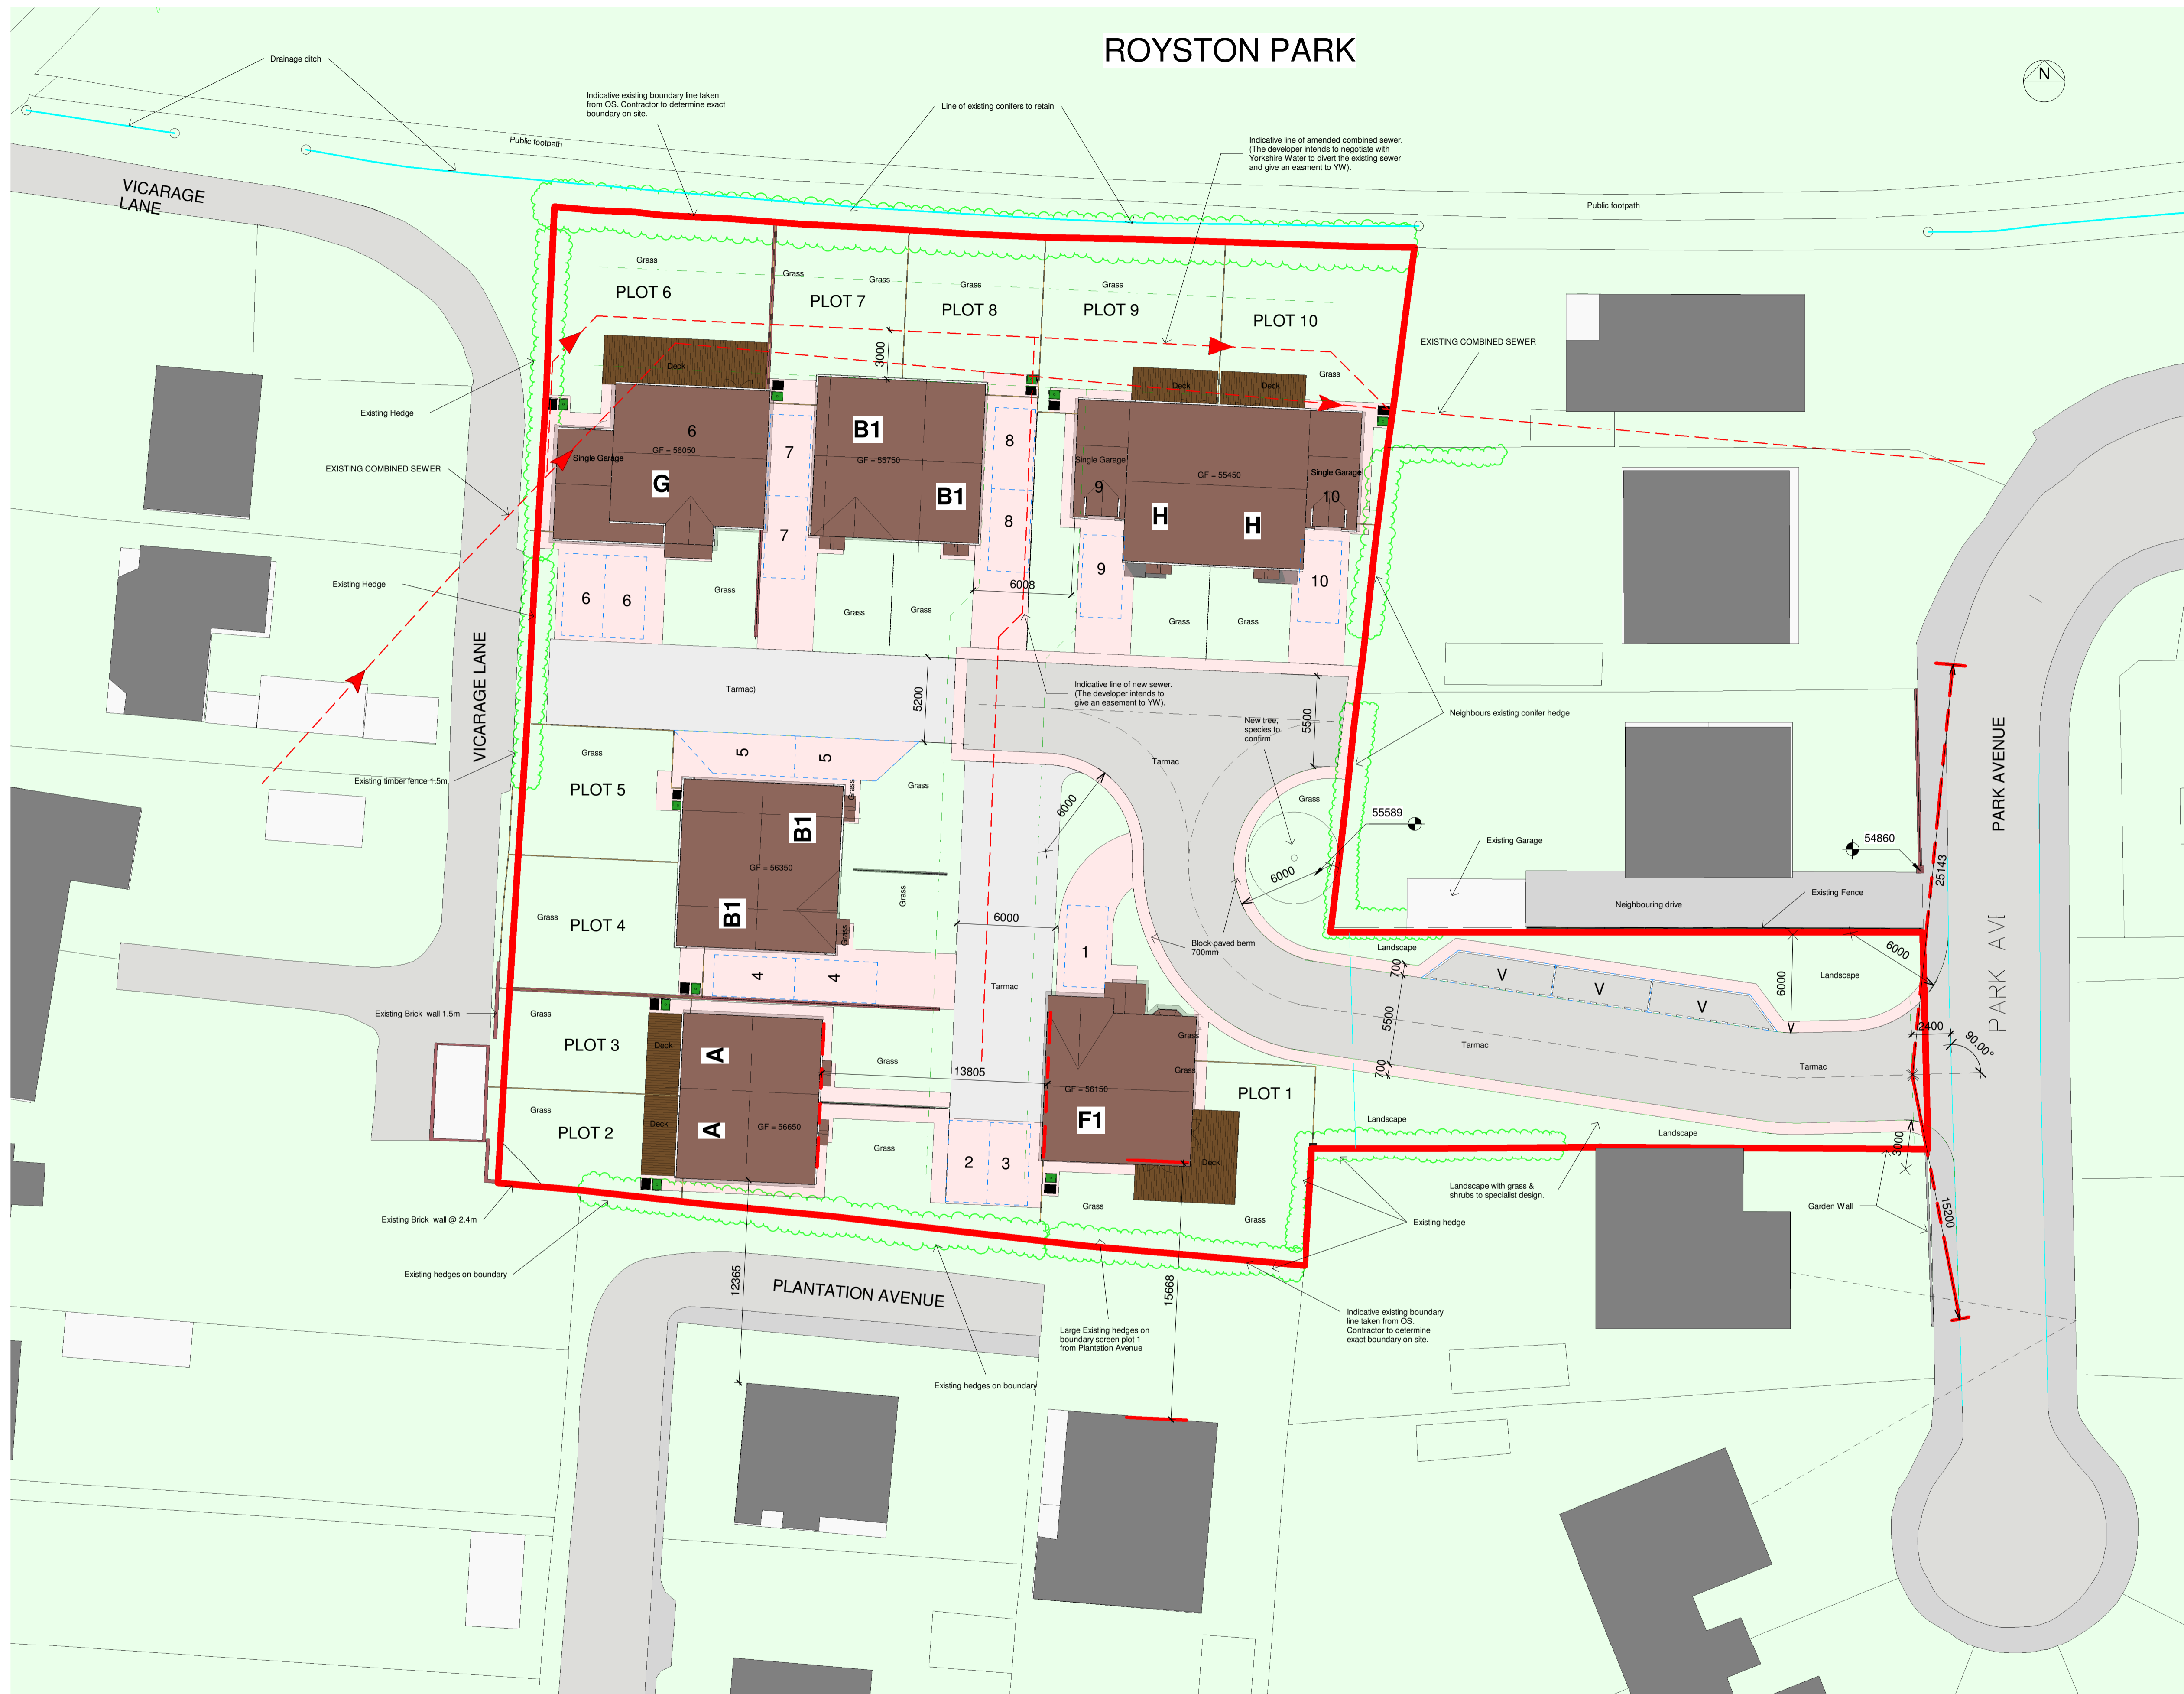 ROYSTON PARK
N
Drainage ditch
Indicative existing boundary line taken
from OS. Contractor to determine exact
boundary on site.
Line of existing conifers to retain
Public footpath
Indicative line of amended combined sewer.
(The developer intends to negotiate with
Yorkshire Water to divert the existing sewer
and give an easment to YW).
VICARAGE
LANE
Public footpath
Grass
Grass
Grass
Grass
Grass
PLOT 6
PLOT 7
PLOT 8
PLOT 9
PLOT 10
3000
EXISTING COMBINED SEWER
Deck
Grass
Deck
Deck
Existing Hedge
6
B1
7
8
GF = 56050
Single Garage
GF = 55750
Single Garage
GF = 55450
Single Garage
EXISTING COMBINED SEWER
G
B1
9
10
H
H
7
8
9
10
Existing Hedge
6
6
Grass
6008
Grass
Grass
Grass
Grass
VICARAGE LANE
Tarmac)
5200
Indicative line of new sewer.
(The developer intends to
give an easement to YW).
New tree,
species to
confirm
5500
Neighbours existing conifer hedge
PARK AVENUE
Existing timber fence 1.5m
Grass
5
5
Tarmac
PLOT 5
Grass
Grass
6000
Grass
55589
Existing Garage
54860
B1
GF = 56350
6000
25143
Existing Fence
Neighbouring drive
Grass
PLOT 4
B1
Grass
Grass
6000
1
Block paved berm
700mm
Landscape
700
V
V
V
6000
Landscape
6000
PARK AVE
4
4
Tarmac
Existing Brick wall 1.5m
Grass
PLOT 3
Deck
A
Grass
Grass
5500
Tarmac
2400
90.00°
Tarmac
13805
Grass
700
GF = 56150
PLOT 1
Grass
PLOT 2
Deck
A
GF = 56650
F1
Grass
2
3
Deck
Landscape
Landscape
3000
Existing Brick wall @ 2.4m
Grass
Grass
Landscape with grass &
shrubs to specialist design.
Existing hedge
Garden Wall
15200
Existing hedges on boundary
12365
PLANTATION AVENUE
15668
Large Existing hedges on
boundary screen plot 1
from Plantation Avenue
Indicative existing boundary
line taken from OS.
Contractor to determine
exact boundary on site.
Existing hedges on boundary